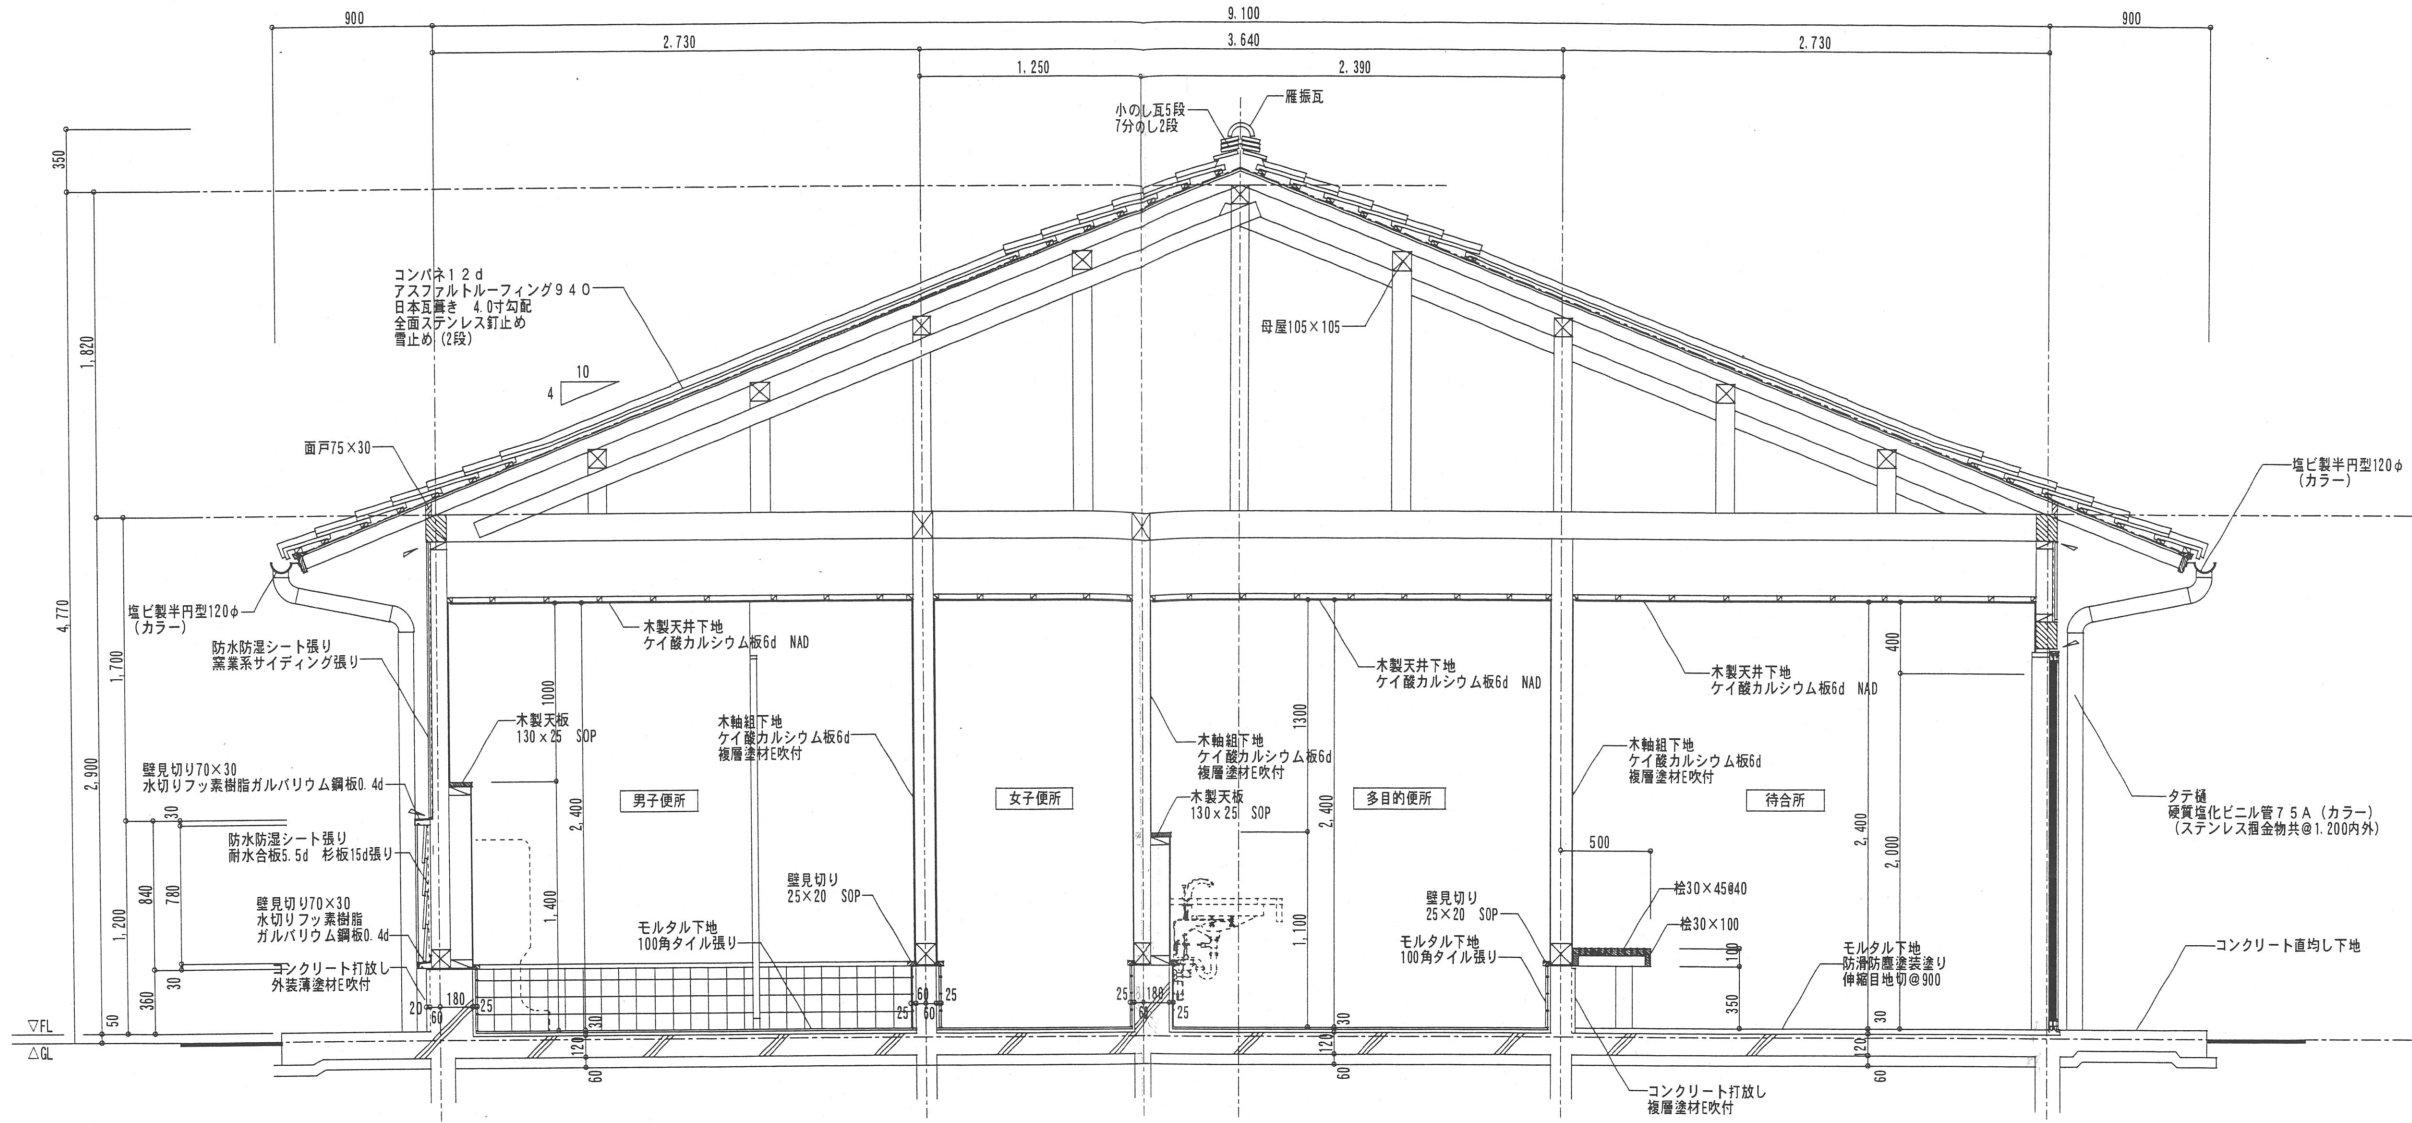 900
9,100
900
2,730
3,640
2,730
1,250
2,390
雁振瓦
小のし瓦5段
7分のし2段
350
コンパネ12d
アスファルトルーフィング940
日本瓦葺き 4.0寸勾配
全面ステンレス釘止め
雪止め(2段)
母屋105×105
1,820
10
4
面戸75×30
塩ビ製半円型120φ
(カラー)
塩ビ製半円型120φ
(カラー)
4,770
木製天井下地
ケイ酸カルシウム板6d NAD
木製天井下地
ケイ酸カルシウム板6d NAD
木製天井下地
ケイ酸カルシウム板6d NAD
防水防湿シート張り
窯業系サイディング張り
1,700
400
1000
1300
木製天板
130×25 SOP
木軸組下地
ケイ酸カルシウム板6d
複層塗材E吹付
木軸組下地
ケイ酸カルシウム板6d
複層塗材E吹付
木軸組下地
ケイ酸カルシウム板6d
複層塗材E吹付
2,900
壁見切り70×30
水切りフッ素樹脂ガルバリウム鋼板0.4d
30
男子便所
女子便所
木製天板
130×25 SOP
多目的便所
待合所
タテ樋
硬質塩化ビニル管75A(カラー)
(ステンレス掴金物共@1,200内外)
2,400
2,400
2,400
2,000
500
防水防湿シート張り
耐水合板5.5d 杉板15d張り
840
780
1,200
壁見切り70×30
水切りフッ素樹脂
ガルバリウム鋼板0.4d
1,400
壁見切り
25×20 SOP
1,100
壁見切り
25×20 SOP
桧30×45@40
桧30×100
モルタル下地
100角タイル張り
モルタル下地
100角タイル張り
100
モルタル下地
防滑防塵塗装塗り
伸縮目地切@900
コンクリート直均し下地
コンクリート打放し
外装薄塗材E吹付
360
30
20
180
25
60
60
25
25
60
25
180
25
60
350
50
30
30
30
▽FL
△GL
120
120
120
60
60
60
コンクリート打放し
複層塗材E吹付